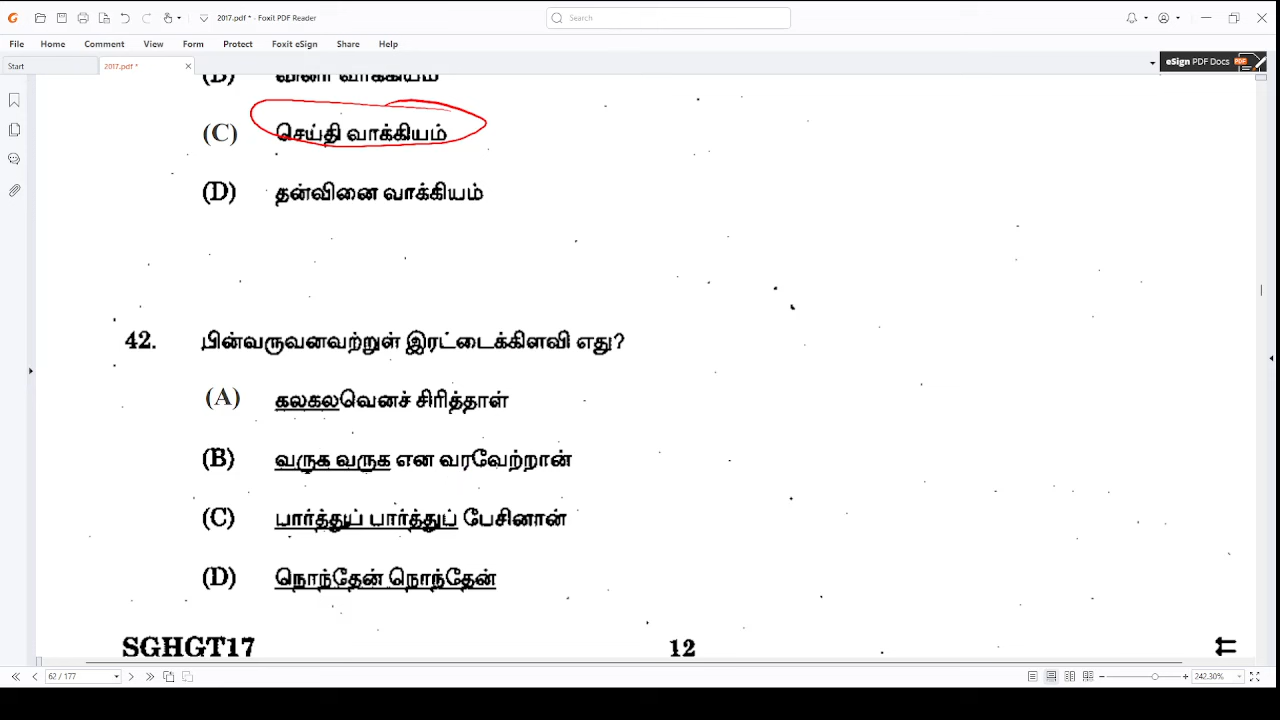 2017.pdf * - Foxit PDF Reader
Search
File Home Comment View Form Protect Foxit eSign Share Help
Start
2017.pdf *
eSign PDF Docs
(B) வினா வாக்கியம்
(C) செய்தி வாக்கியம்
(D) தன்வினை வாக்கியம்
42. பின்வருவனவற்றுள் இரட்டைக்கிளவி எது?
(A) கலகலவெனச் சிரித்தாள்
(B) வருக வருக என வரவேற்றான்
(C) பார்த்துப் பார்த்துப் பேசினான்
(D) நொந்தேன் நொந்தேன்
SGHGT17 12
62 / 177
242.30%